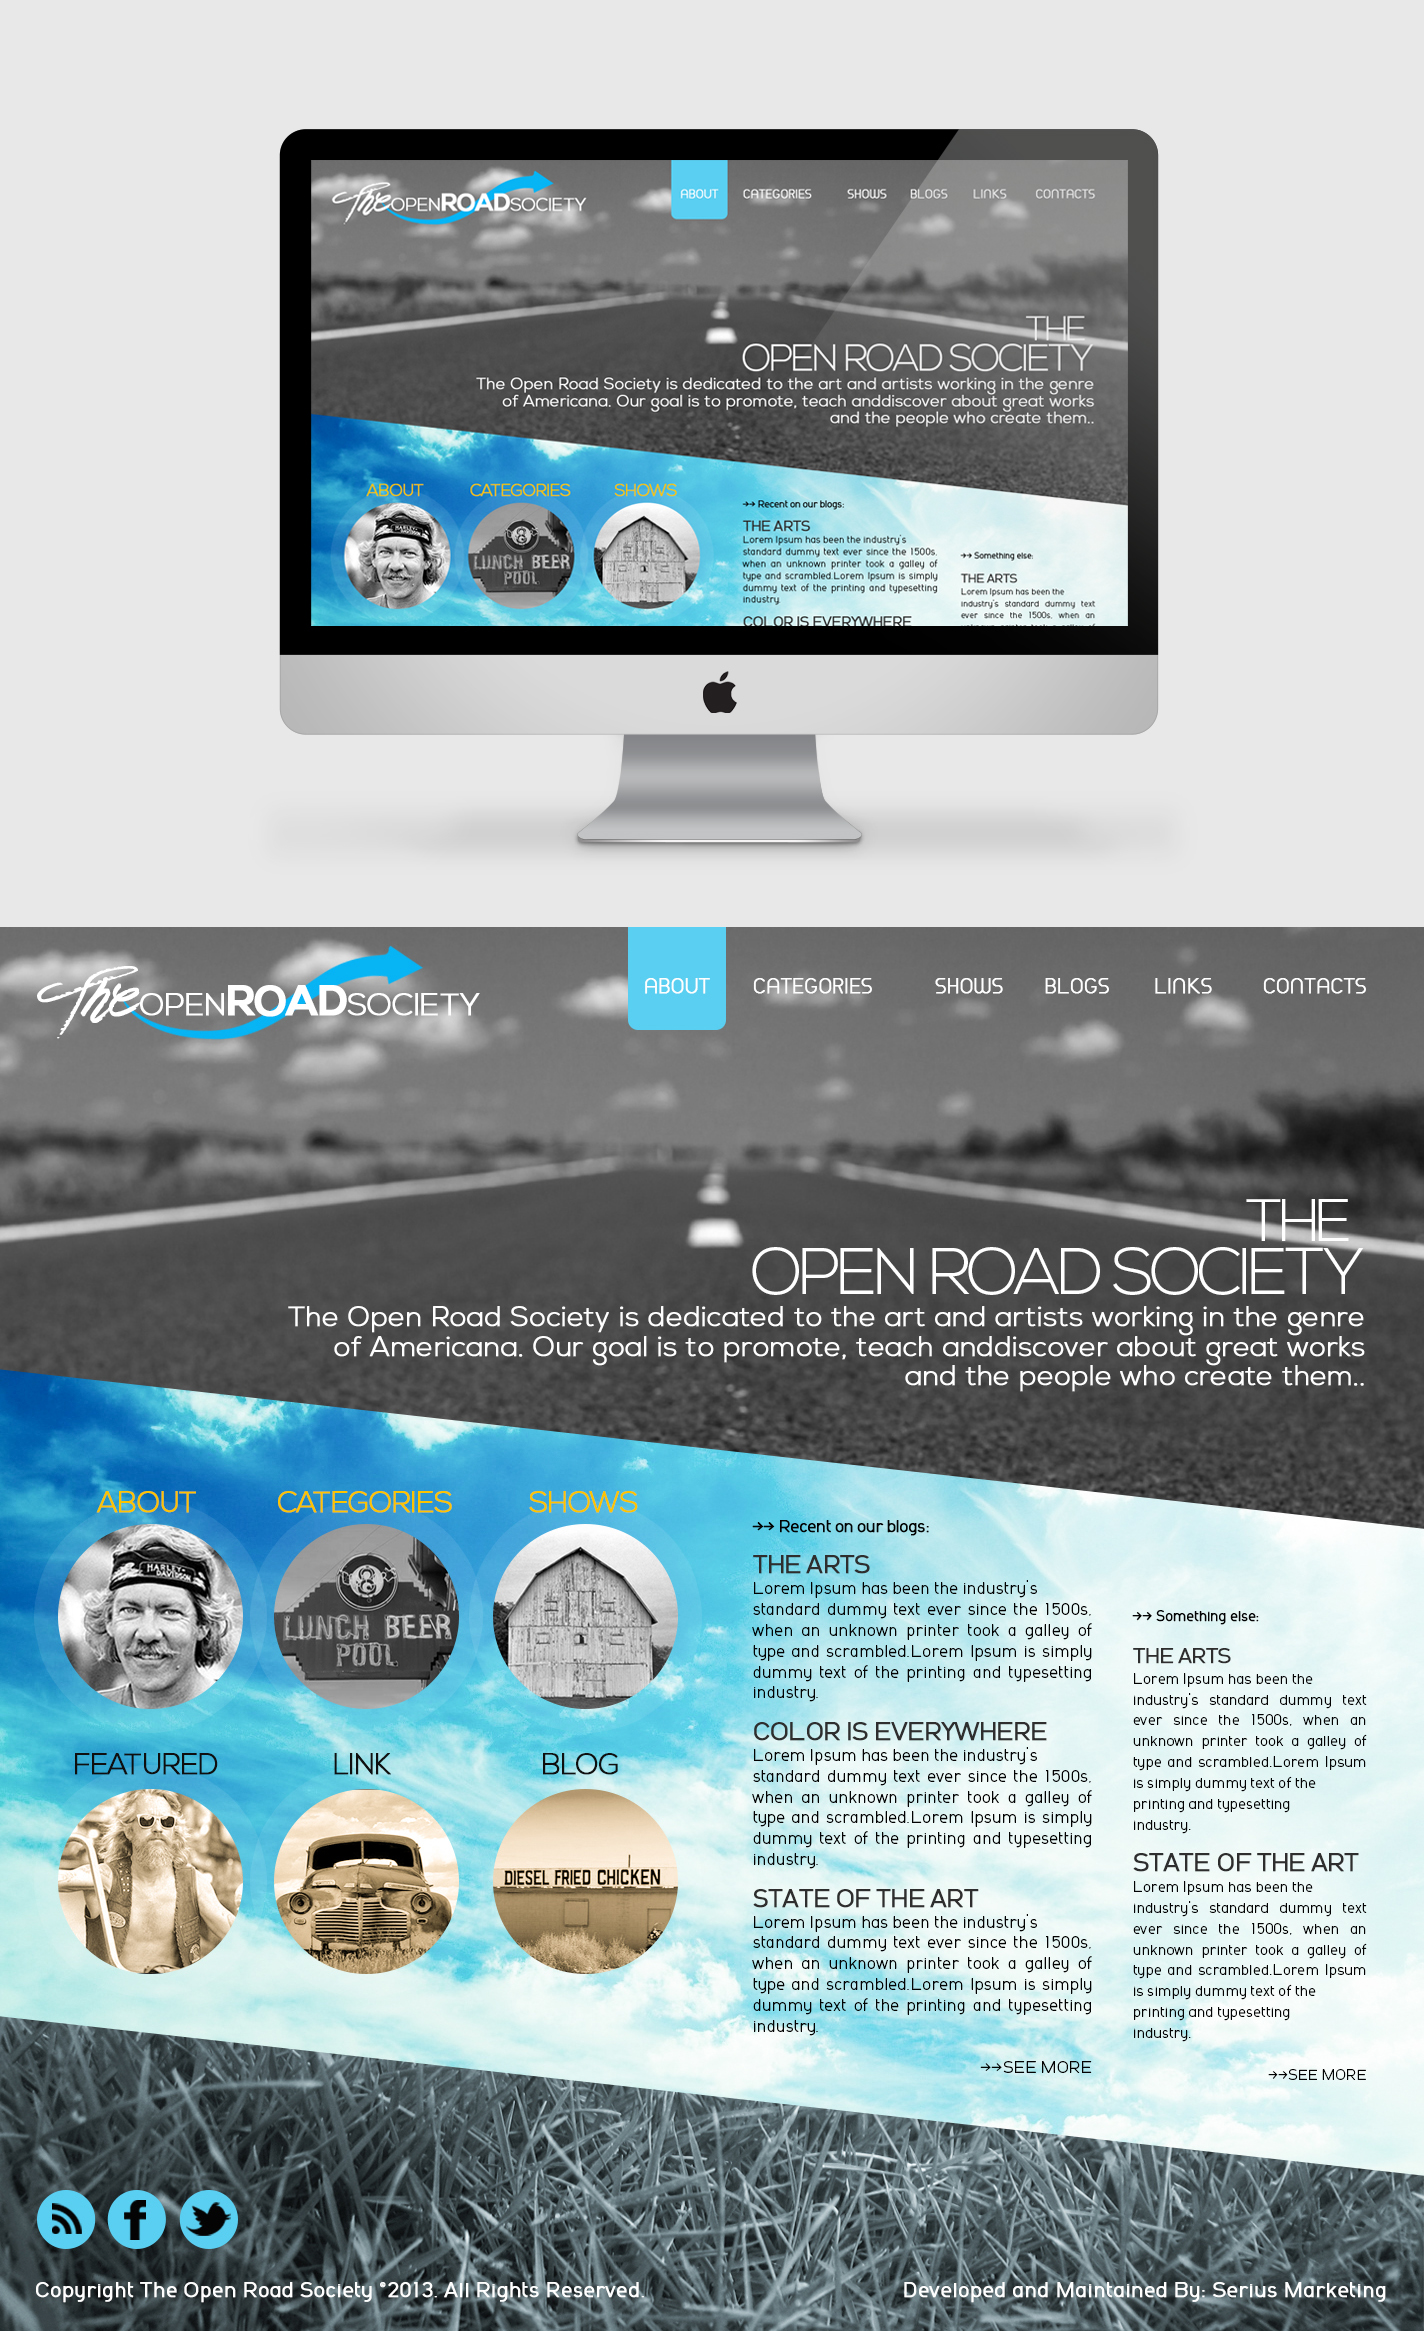 The OPENROADSOCIETY
ABOUT CATEGORIES SHOWS BLOGS LINKS CONTACTS
THE
OPEN ROAD SOCIETY
The Open Road Society is dedicated to the art and artists working in the genre
of Americana. Our goal is to promote, teach anddiscover about great works
and the people who create them..
ABOUT CATEGORIES SHOWS
HARLEY-DAVIDSON
8
LUNCH BEER
POOL
→→ Recent on our blogs:
THE ARTS
Lorem Ipsum has been the industry's
standard dummy text ever since the 1500s,
when an unknown printer took a galley of
type and scrambled.Lorem Ipsum is simply
dummy text of the printing and typesetting
industry.
COLOR IS EVERYWHERE
→→ Something else:
THE ARTS
Lorem Ipsum has been the
industry's standard dummy text
ever since the 1500s, when an
The OPENROADSOCIETY
ABOUT CATEGORIES SHOWS BLOGS LINKS CONTACTS
THE
OPEN ROAD SOCIETY
The Open Road Society is dedicated to the art and artists working in the genre
of Americana. Our goal is to promote, teach anddiscover about great works
and the people who create them..
ABOUT CATEGORIES SHOWS
HARLEY-DAVIDSON
8
LUNCH BEER
POOL
FEATURED LINK BLOG
DIESEL FRIED CHICKEN
→→ Recent on our blogs:
THE ARTS
Lorem Ipsum has been the industry's
standard dummy text ever since the 1500s,
when an unknown printer took a galley of
type and scrambled.Lorem Ipsum is simply
dummy text of the printing and typesetting
industry.
COLOR IS EVERYWHERE
Lorem Ipsum has been the industry's
standard dummy text ever since the 1500s,
when an unknown printer took a galley of
type and scrambled.Lorem Ipsum is simply
dummy text of the printing and typesetting
industry.
STATE OF THE ART
Lorem Ipsum has been the industry's
standard dummy text ever since the 1500s,
when an unknown printer took a galley of
type and scrambled.Lorem Ipsum is simply
dummy text of the printing and typesetting
industry.
→→SEE MORE
→→ Something else:
THE ARTS
Lorem Ipsum has been the
industry's standard dummy text
ever since the 1500s, when an
unknown printer took a galley of
type and scrambled.Lorem Ipsum
is simply dummy text of the
printing and typesetting
industry.
STATE OF THE ART
Lorem Ipsum has been the
industry's standard dummy text
ever since the 1500s, when an
unknown printer took a galley of
type and scrambled.Lorem Ipsum
is simply dummy text of the
printing and typesetting
industry.
→→SEE MORE
Copyright The Open Road Society °2013. All Rights Reserved.
Developed and Maintained By: Serius Marketing